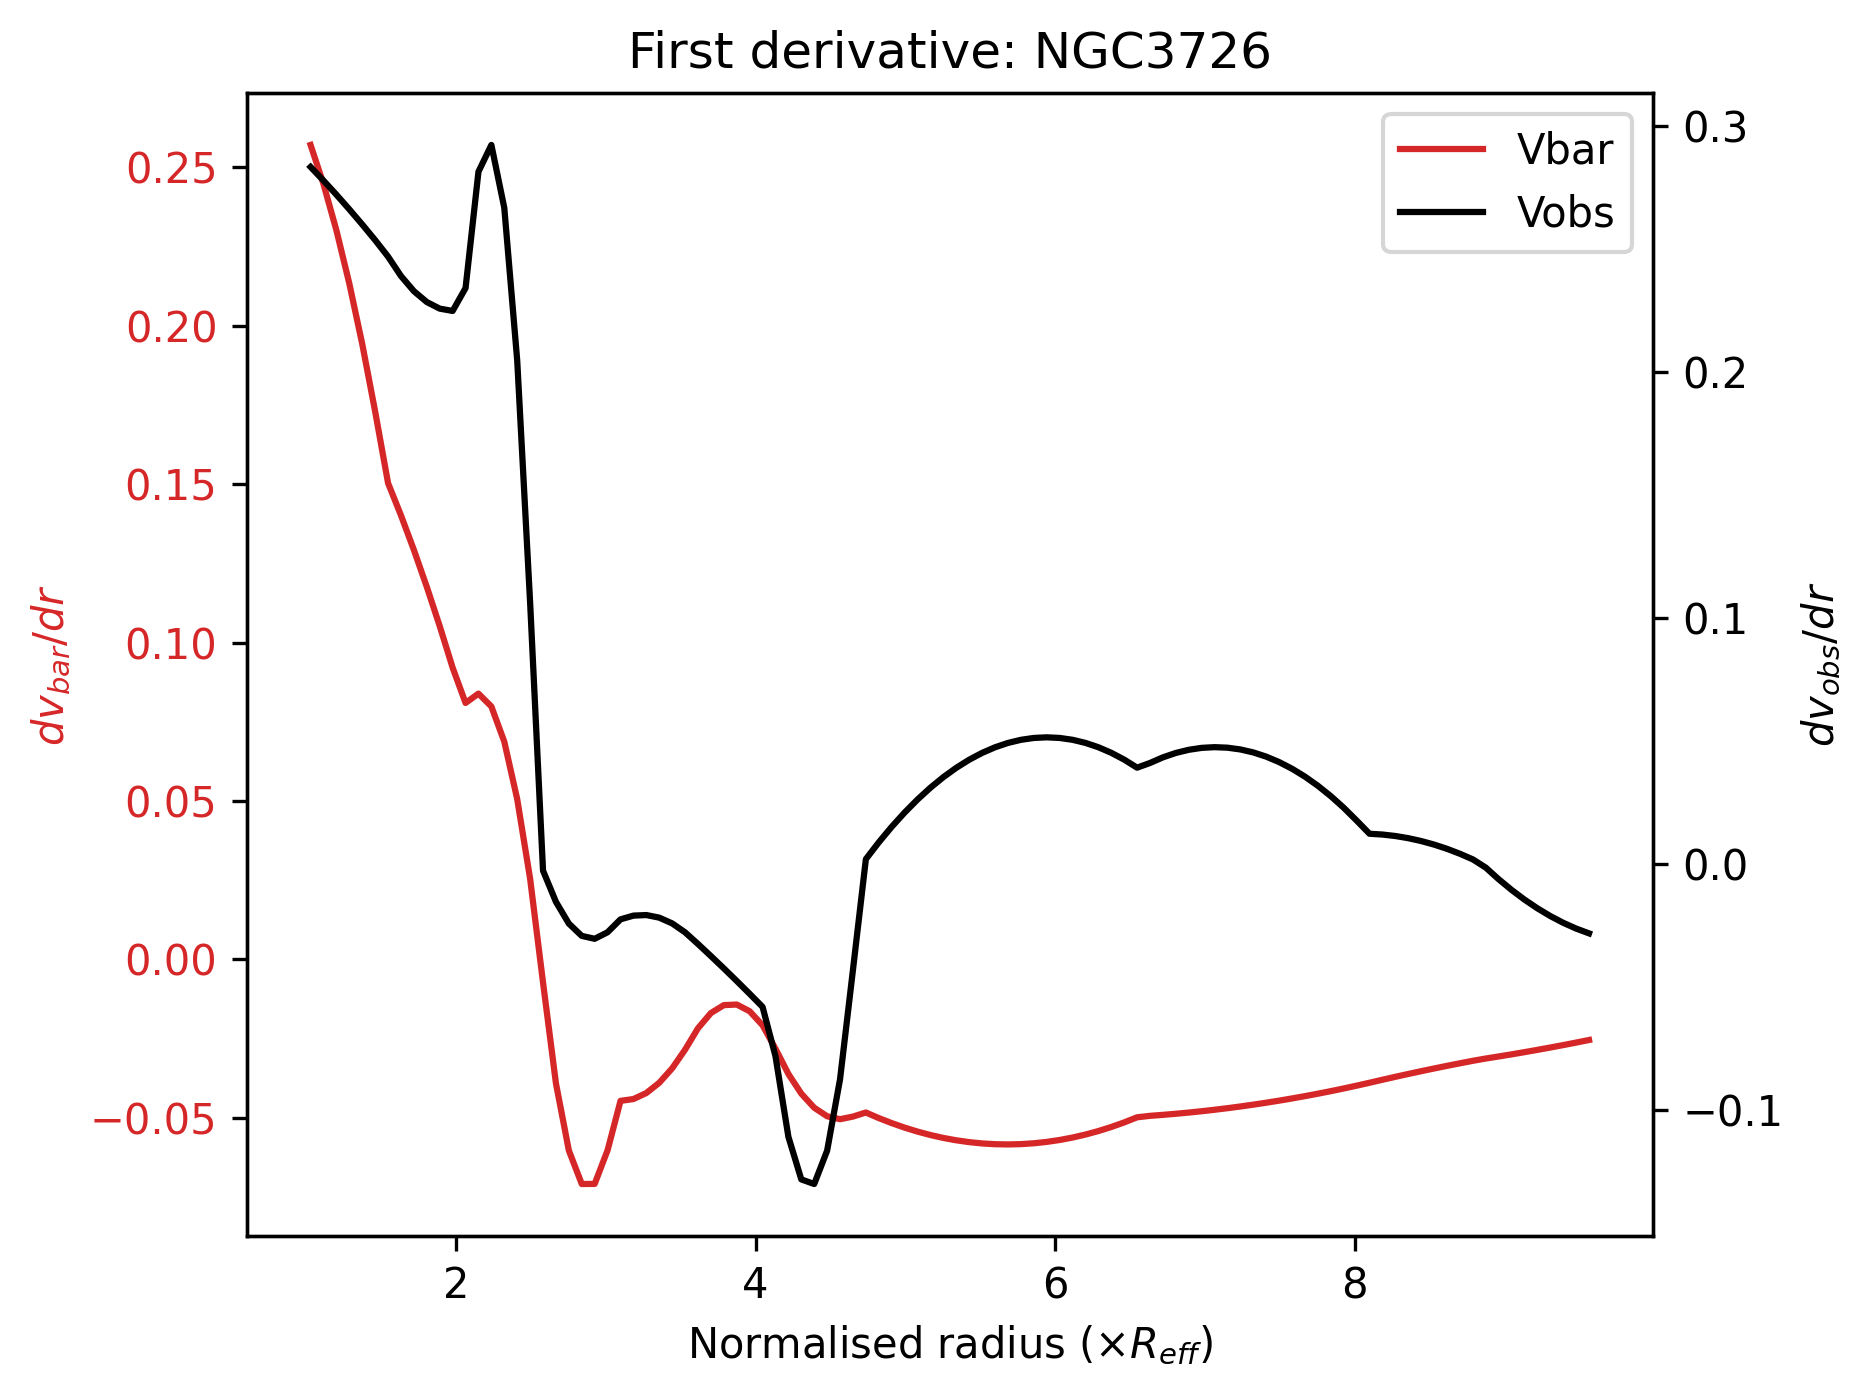 First derivative: NGC3726
Vbar
Vobs
0.25
0.20
0.15
0.10
0.05
0.00
−0.05
dv_bar/dr
0.3
0.2
0.1
0.0
−0.1
dv_obs/dr
2 4 6 8
Normalised radius (×R_eff)